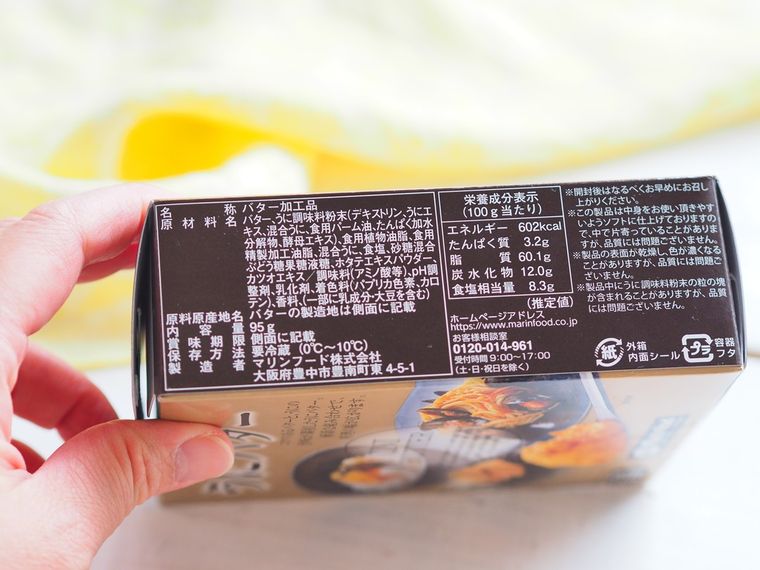 名称 バター加工品
原材料名 バター、うに調味料粉末(デキストリン、うにエ
キス、混合うに、食用パーム油、たんぱく加水
分解物、酵母エキス)、食用植物油脂、食用
精製加工油脂、混合うに、食塩、砂糖混合
ぶどう糖果糖液糖、ホタテエキスパウダー、
カツオエキス/調味料(アミノ酸等)、pH調
整剤、乳化剤、着色料(パプリカ色素、カロ
テン)、香料、(一部に乳成分・大豆を含む)
原料原産地名 バターの製造地は側面に記載
内容量 95g
賞味期限 側面に記載
保存方法 要冷蔵(0℃〜10℃)
製造者 マリンフード株式会社
大阪府豊中市豊南町東4-5-1
栄養成分表示
(100g当たり)
エネルギー 602kcal
たんぱく質 3.2g
脂質 60.1g
炭水化物 12.0g
食塩相当量 8.3g
(推定値)
ホームページアドレス
https://www.marinfood.co.jp
お客様相談室
0120-014-961
受付時間9:00〜17:00
(土・日・祝日を除く)
※開封後はなるべくお早めにお召し
上がりください。
※この製品は中身をお使い頂きやす
いようソフトに仕上げております
ので、中で片寄っていることがありま
すが、品質には問題ございません。
※製品の表面が乾燥し、色が濃くなる
ことがありますが、品質には問題ご
ざいません。
※製品中にうに調味料粉末の粒の塊
が含まれることがありますが、品質
には問題ございません。
紙 外箱
内面シール
プラ 容器
フタ